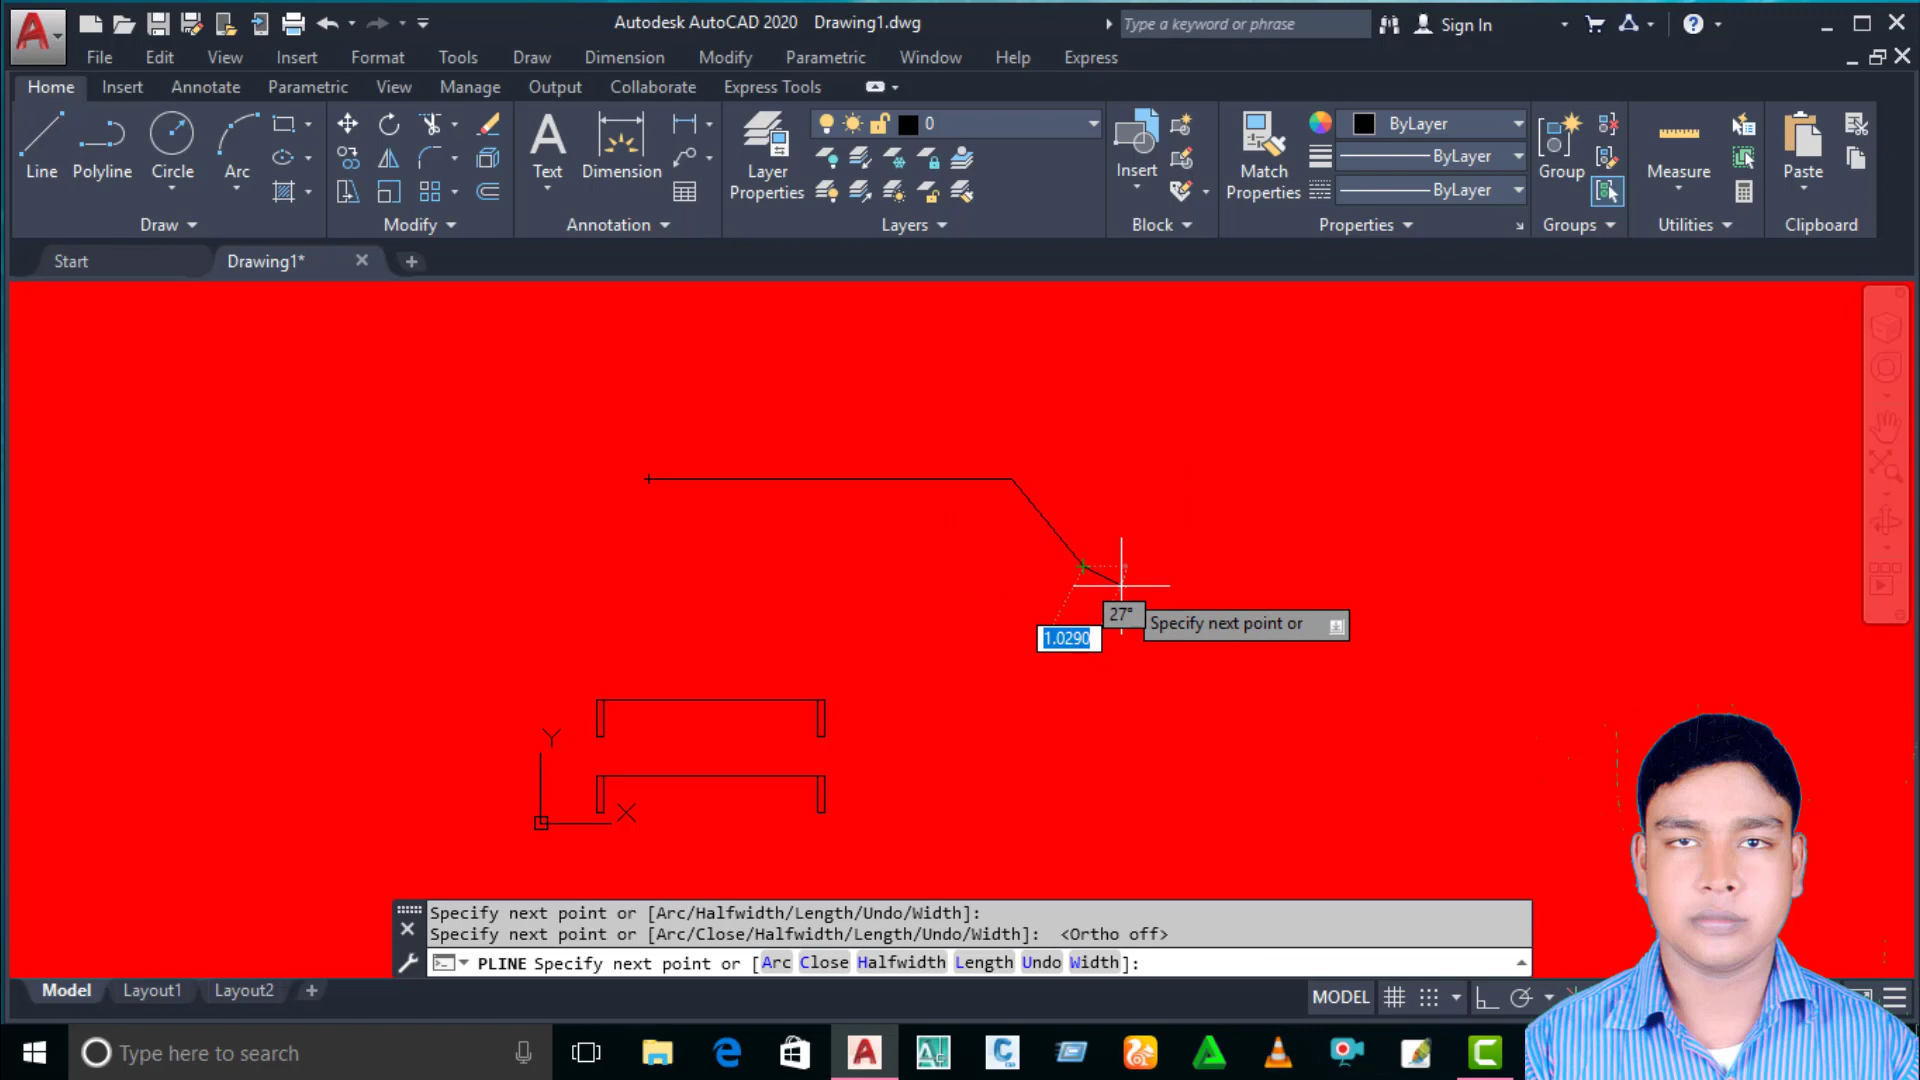 Autodesk AutoCAD 2020 Drawing1.dwg
Type a keyword or phrase
Sign In
File Edit View Insert Format Tools Draw Dimension Modify Parametric Window Help Express
Home Insert Annotate Parametric View Manage Output Collaborate Express Tools
0
ByLayer
ByLayer
ByLayer
Line Polyline Circle Arc
Text Dimension
Layer Properties
Insert
Match Properties
Group
Measure
Paste
Draw Modify Annotation Layers Block Properties Groups Utilities Clipboard
Start Drawing1*
27°
Specify next point or
1.0290
Y
X
Specify next point or [Arc/Halfwidth/Length/Undo/Width]:
Specify next point or [Arc/Close/Halfwidth/Length/Undo/Width]: <Ortho off>
PLINE Specify next point or [Arc Close Halfwidth Length Undo Width]:
Model Layout1 Layout2
MODEL
Type here to search